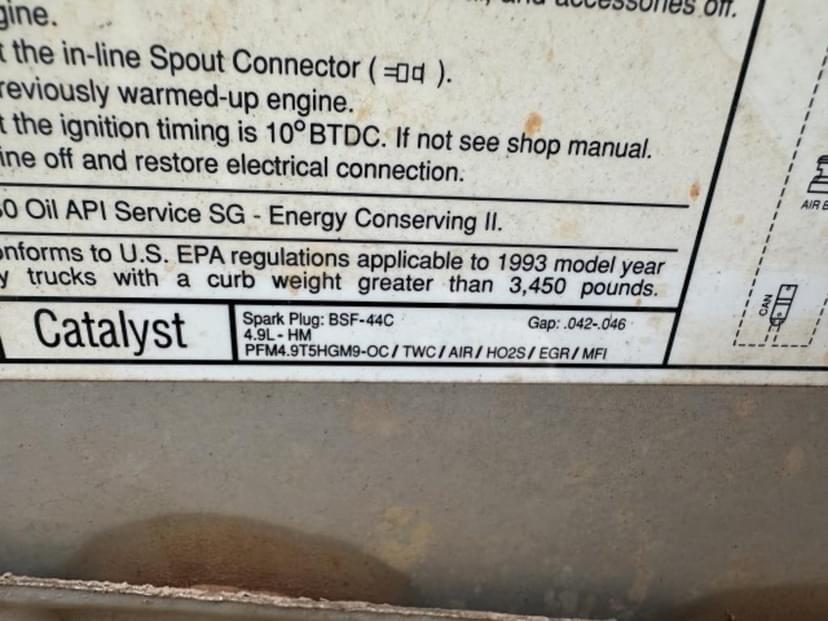 gine.
and accessories off.
t the in-line Spout Connector ( ).
reviously warmed-up engine.
t the ignition timing is 10° BTDC. If not see shop manual.
ine off and restore electrical connection.
0 Oil API Service SG - Energy Conserving II.
onforms to U.S. EPA regulations applicable to 1993 model year
y trucks with a curb weight greater than 3,450 pounds.
Catalyst
Spark Plug: BSF-44C Gap: .042-.046
4.9L - HM
PFM4.9T5HGM9-OC / TWC / AIR / HO2S / EGR / MFI
AIR B
CAN